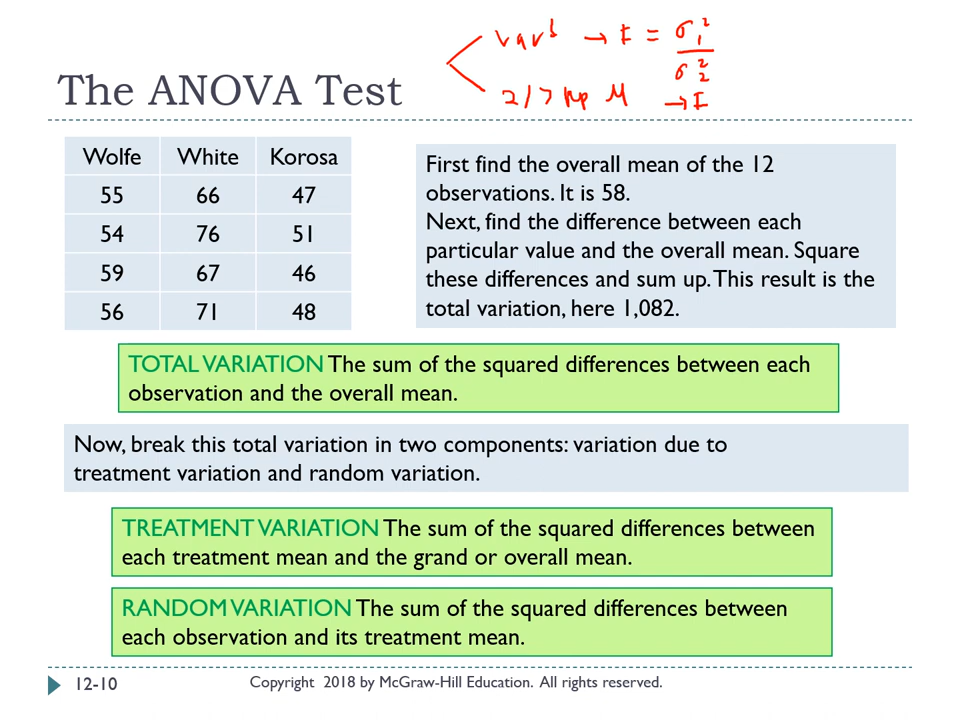 var^s → F = σ₁²
σ₂²
The ANOVA Test
→ F
Wolfe White Korosa
55 66 47
54 76 51
59 67 46
56 71 48
First find the overall mean of the 12
observations. It is 58.
Next, find the difference between each
particular value and the overall mean. Square
these differences and sum up. This result is the
total variation, here 1,082.
TOTAL VARIATION The sum of the squared differences between each
observation and the overall mean.
Now, break this total variation in two components: variation due to
treatment variation and random variation.
TREATMENT VARIATION The sum of the squared differences between
each treatment mean and the grand or overall mean.
RANDOM VARIATION The sum of the squared differences between
each observation and its treatment mean.
12-10 Copyright 2018 by McGraw-Hill Education. All rights reserved.